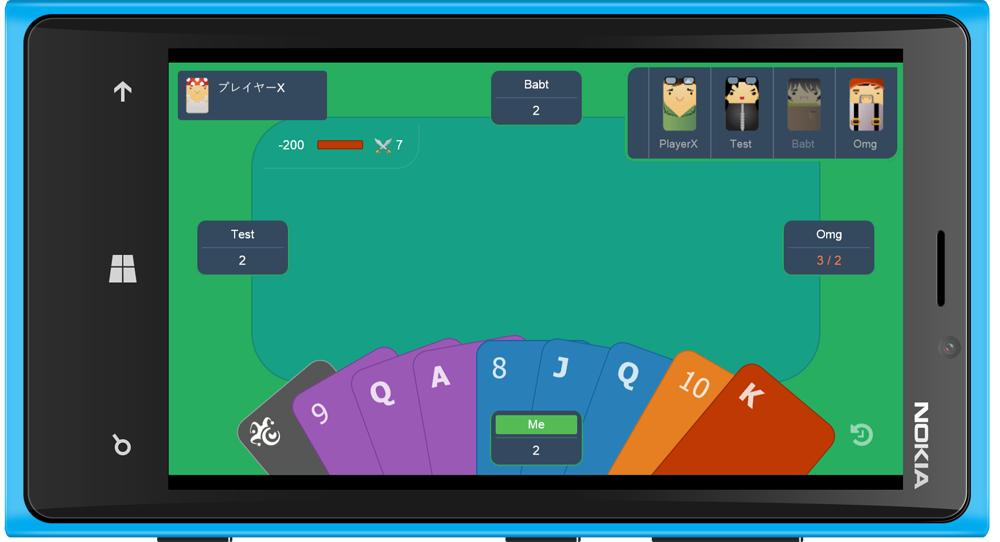 プレイヤーX
Babt
2
PlayerX
Test
Babt
Omg
-200
7
Test
2
Omg
3 / 2
9
Q
A
8
J
Q
10
K
Me
2
NOKIA